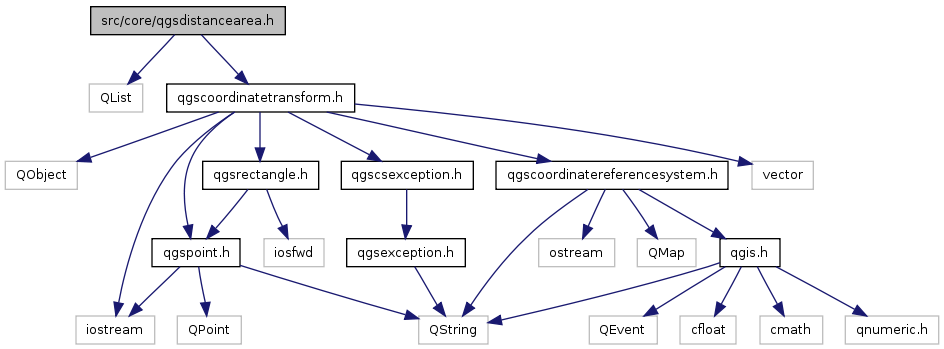 src/core/qgsdistancearea.h
QList
qgscoordinatetransform.h
QObject
qgsrectangle.h
qgscsexception.h
qgscoordinatereferencesystem.h
vector
qgspoint.h
iosfwd
qgsexception.h
ostream
QMap
qgis.h
iostream
QPoint
QString
QEvent
cfloat
cmath
qnumeric.h